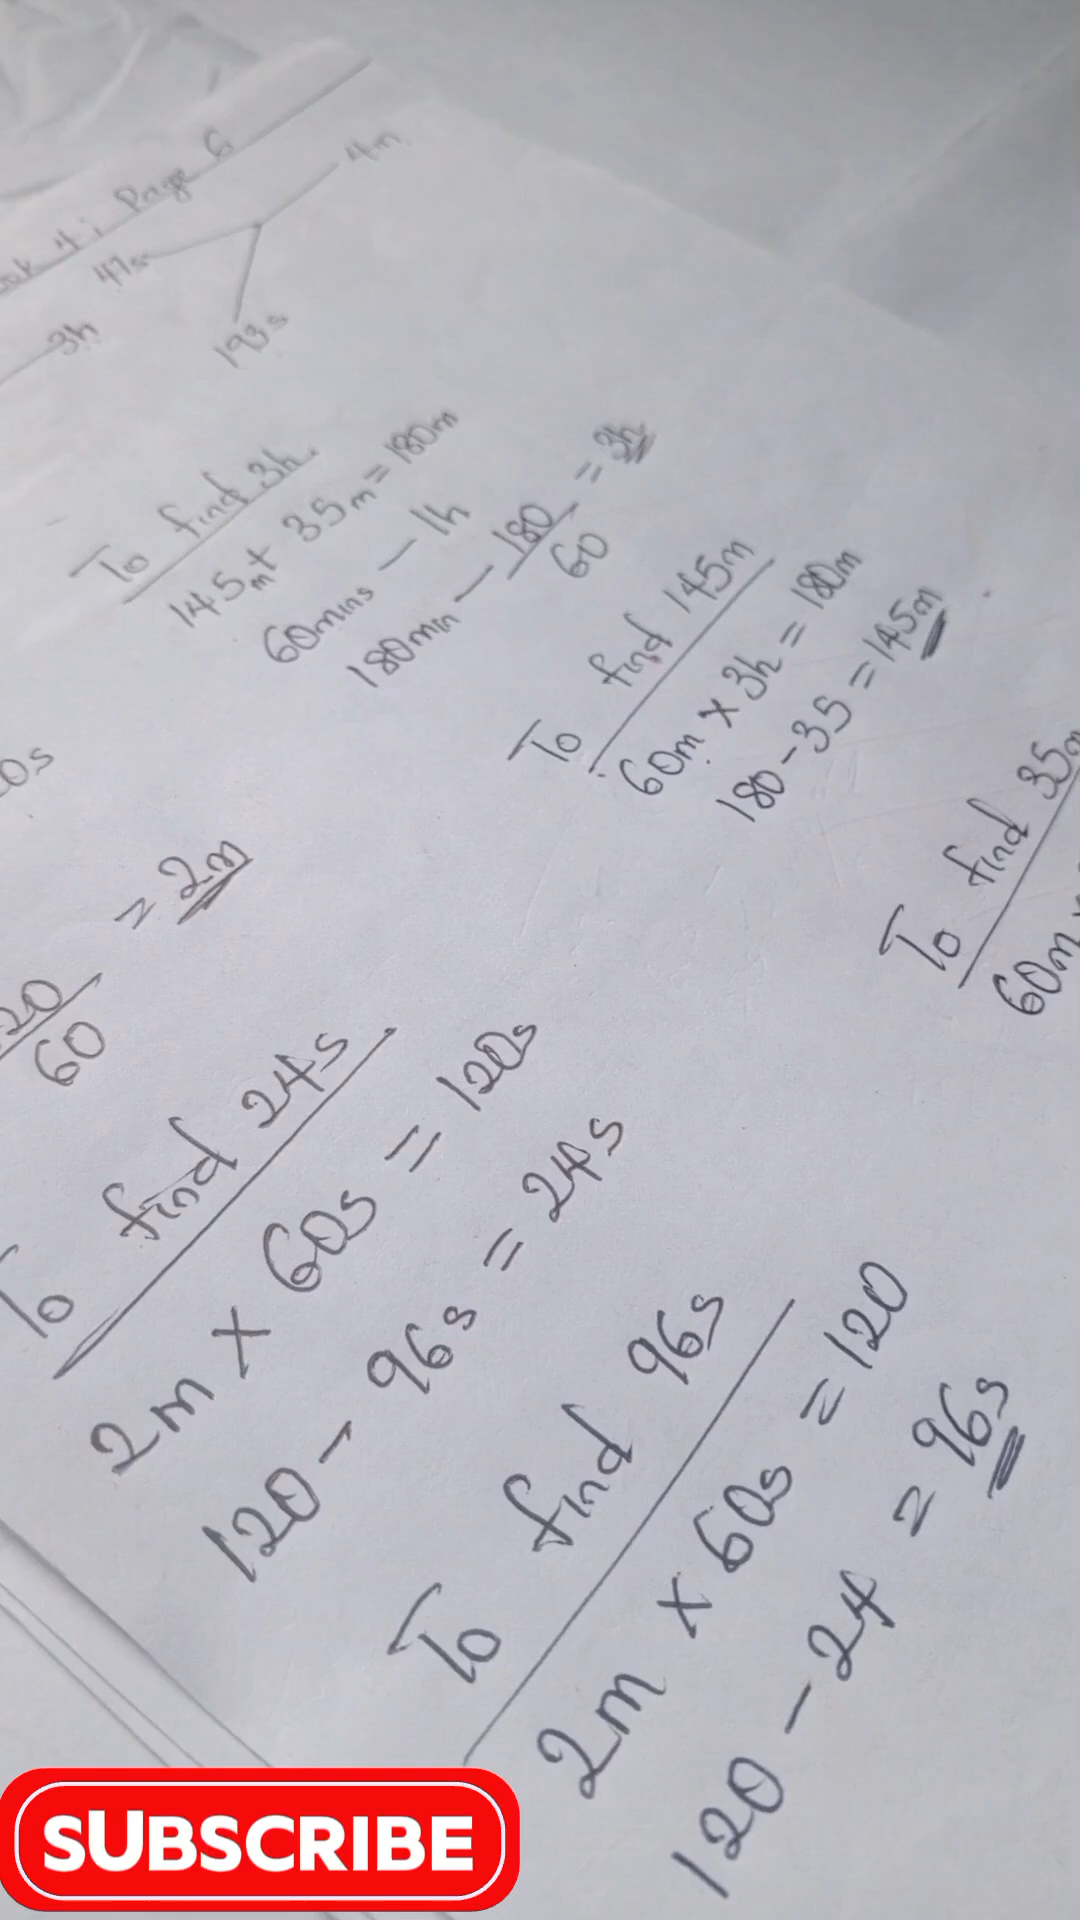 4; Page 6
47s
4m
193s
3h
To find 3h.
145m + 35m = 180m
60mins - 1h
180min - 180/60 = 3h
To find 145m
60m x 3h = 180m
180 - 35 = 145m
To find 35m
60m
0s
20/60 = 2m
To find 24s
2m x 60s = 120s
120 - 96s = 24s
To find 96s
2m x 60s = 120
120 - 24 = 96s
SUBSCRIBE